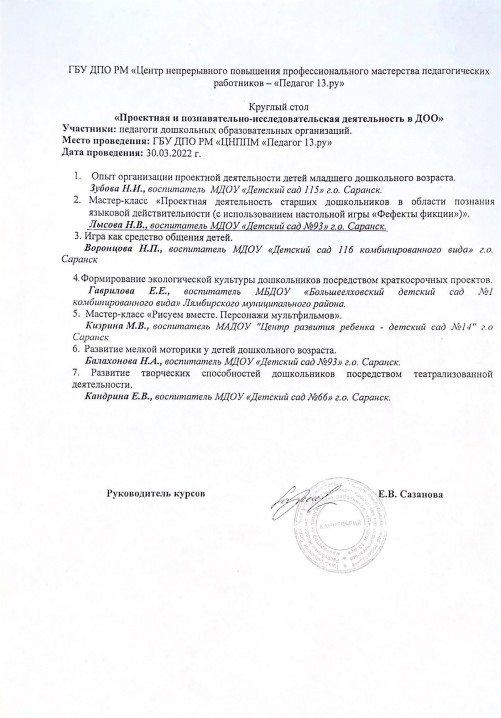 ГБУ ДПО РМ «Центр непрерывного повышения профессионального мастерства педагогических
работников – «Педагог 13.ру»
Круглый стол
«Проектная и познавательно-исследовательская деятельность в ДОО»
Участники: педагоги дошкольных образовательных организаций.
Место проведения: ГБУ ДПО РМ «ЦНППМ «Педагог 13.ру»
Дата проведения: 30.03.2022 г.
1. Опыт организации проектной деятельности детей младшего дошкольного возраста.
Зубова Н.И., воспитатель МДОУ «Детский сад 115» г.о. Саранск.
2. Мастер-класс «Проектная деятельность старших дошкольников в области познания
языковой действительности (с использованием настольной игры «Фефекты фикции»)».
Лысова Н.В., воспитатель МДОУ «Детский сад №93» г.о. Саранск.
3. Игра как средство общения детей.
Воронцова Н.П., воспитатель МДОУ «Детский сад 116 комбинированного вида» г.о.
Саранск
4.Формирование экологической культуры дошкольников посредством краткосрочных проектов.
Гаврилова Е.Е., воспитатель МБДОУ «Большеелховский детский сад №1
комбинированного вида» Лямбирского муниципального района.
5. Мастер-класс «Рисуем вместе. Персонажи мультфильмов».
Кизрина М.В., воспитатель МАДОУ "Центр развития ребенка - детский сад №14" г.о
Саранск
6. Развитие мелкой моторики у детей дошкольного возраста.
Балахонова Н.А., воспитатель МДОУ «Детский сад №93» г.о. Саранск.
7. Развитие творческих способностей дошкольников посредством театрализованной
деятельности.
Кандрина Е.В., воспитатель МДОУ «Детский сад №66» г.о. Саранск.
Руководитель курсов Е.В. Сазанова